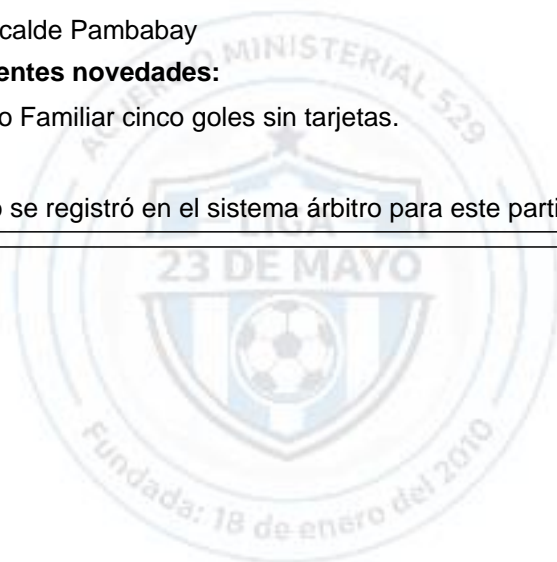 calde Pambabay
entes novedades:
o Familiar cinco goles sin tarjetas.
o se registró en el sistema árbitro para este parti
ACUERDO MINISTERIAL 529
LIGA
23 DE MAYO
Fundada: 18 de enero del 2010